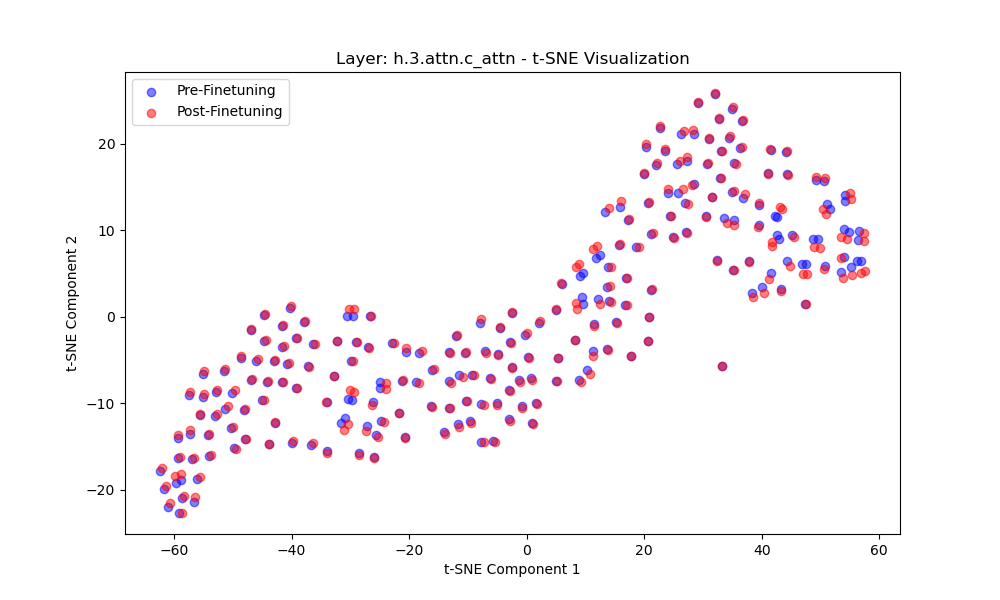 Layer: h.3.attn.c_attn - t-SNE Visualization
Pre-Finetuning
Post-Finetuning
20
10
0
−10
−20
t-SNE Component 2
−60
−40
−20
0
20
40
60
t-SNE Component 1